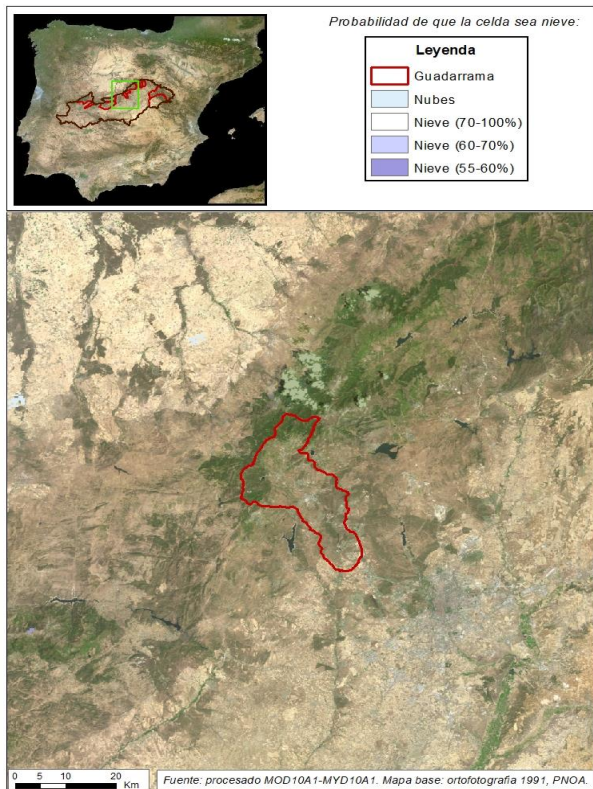 Probabilidad de que la celda sea nieve:
Leyenda
Guadarrama
Nubes
Nieve (70-100%)
Nieve (60-70%)
Nieve (55-60%)
0 5 10 20
Km
Fuente: procesado MOD10A1-MYD10A1. Mapa base: ortofotografia 1991, PNOA.